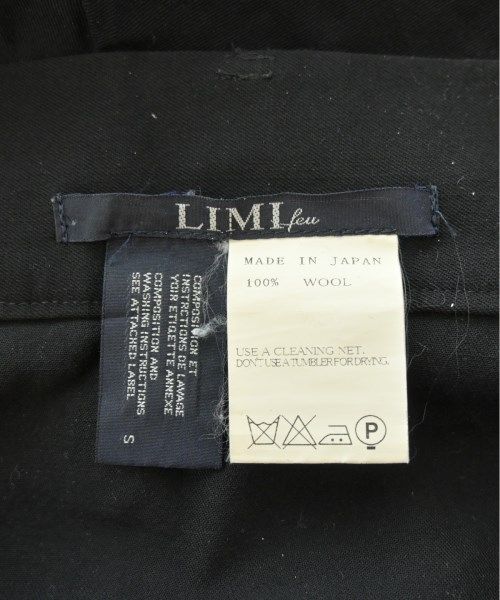 LIMI feu
MADE IN JAPAN
100% WOOL
USE A CLEANING NET.
DON'T USE A TUMBLER FOR DRYING.
P
COMPOSITION ET
INSTRUCTIONS DE LAVAGE
VOIR ETIQUETTE ANNEXE
COMPOSITION AND
WASHING INSTRUCTIONS
SEE ATTACHED LABEL
S